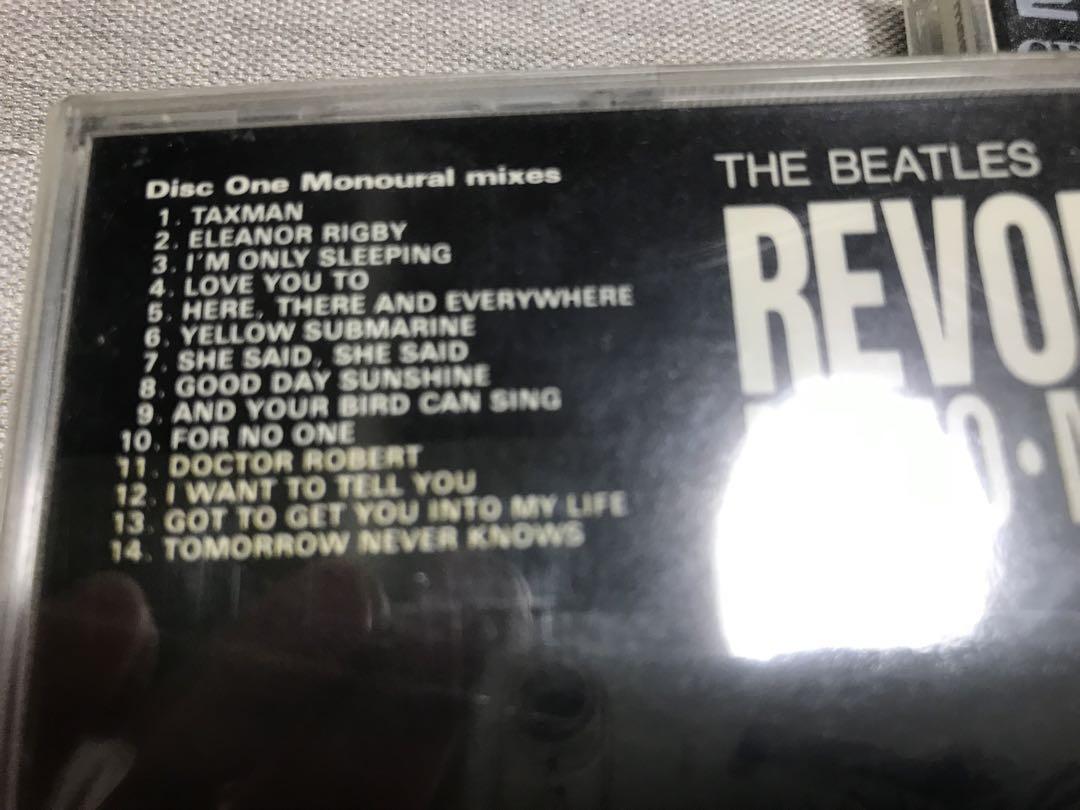 Disc One Monoural mixes
1. TAXMAN
2. ELEANOR RIGBY
3. I'M ONLY SLEEPING
4. LOVE YOU TO
5. HERE, THERE AND EVERYWHERE
6. YELLOW SUBMARINE
7. SHE SAID, SHE SAID
8. GOOD DAY SUNSHINE
9. AND YOUR BIRD CAN SING
10. FOR NO ONE
11. DOCTOR ROBERT
12. I WANT TO TELL YOU
13. GOT TO GET YOU INTO MY LIFE
14. TOMORROW NEVER KNOWS
THE BEATLES
REVO